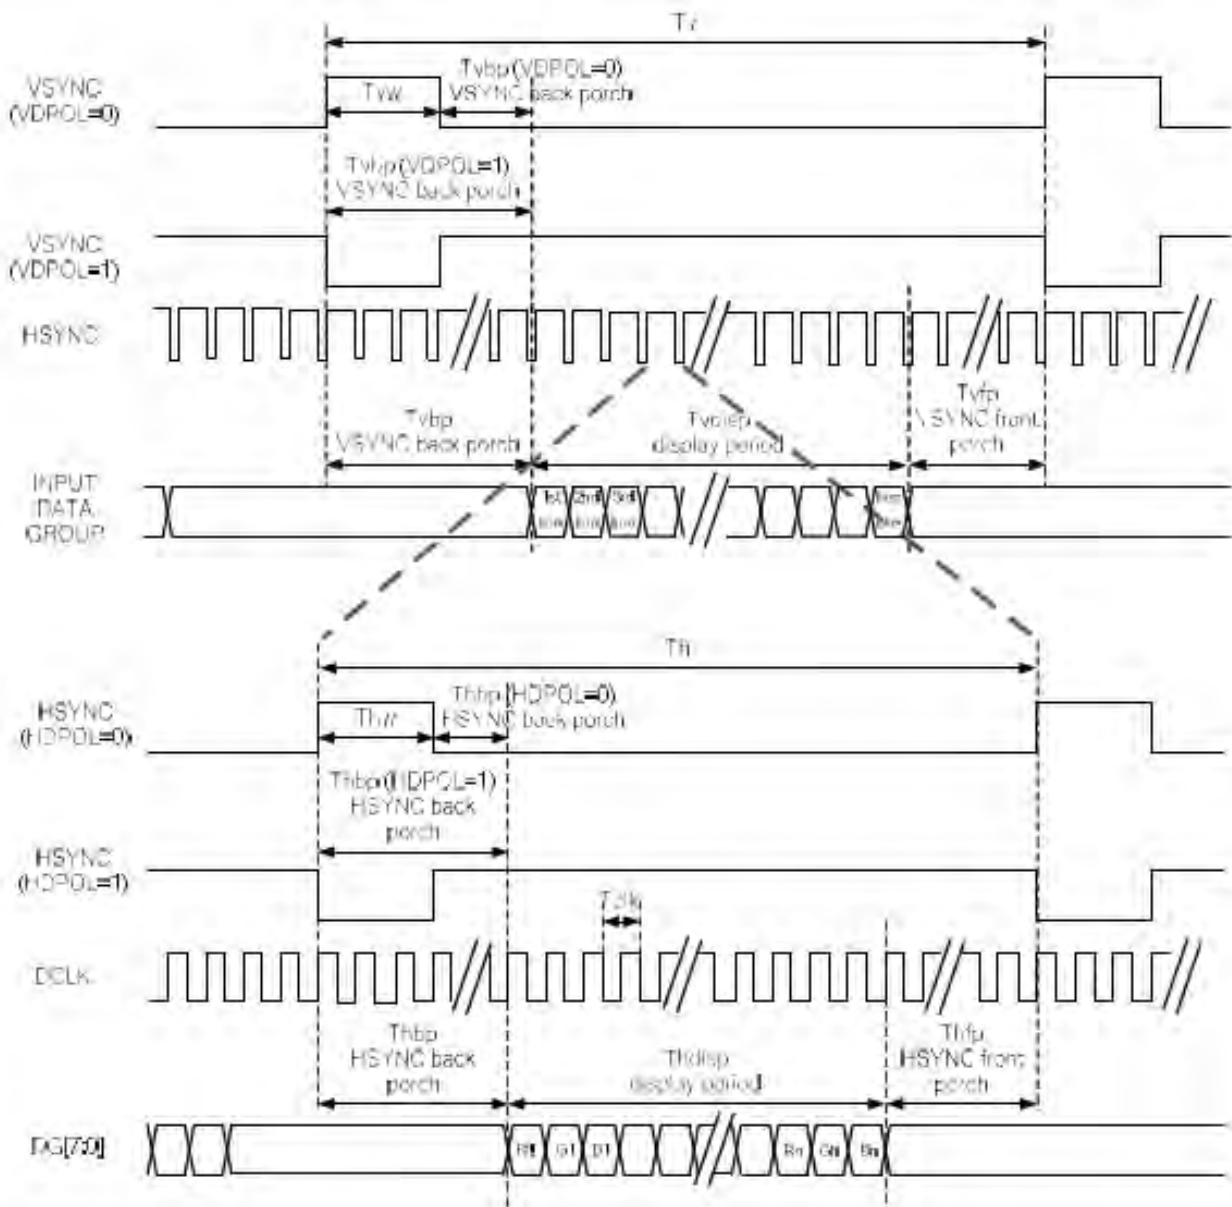 Tv
VSYNC
(VDPOL=0)
Tvw
Tvbp (VDPOL=0)
VSYNC back porch
Tvbp (VDPOL=1)
VSYNC back porch
VSYNC
(VDPOL=1)
HSYNC
Tvbp
VSYNC back porch
Tvdisp
display period
Tvfp
VSYNC front
porch
INPUT
DATA
GROUP
1st 2nd 3rd
line line line
Th
HSYNC
(HDPOL=0)
Thw
Thbp (HDPOL=0)
HSYNC back porch
Thbp (HDPOL=1)
HSYNC back
porch
HSYNC
(HDPOL=1)
Tclk
DCLK
Thbp
HSYNC back
porch
Thdisp
display period
Thfp
HSYNC front
porch
DG[7:0]
R1 G1 B1 Rn Gn Bn